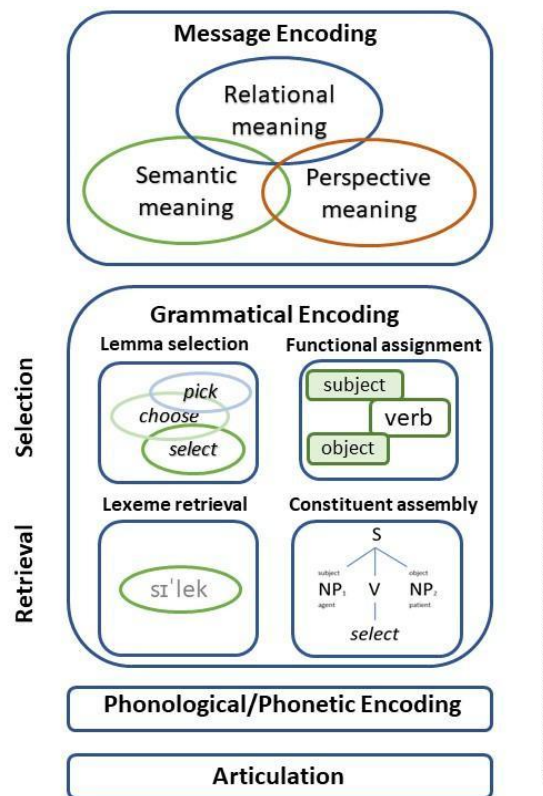 Message Encoding
Relational
meaning
Semantic
meaning
Perspective
meaning
Grammatical Encoding
Selection
Lemma selection
pick
choose
select
Functional assignment
subject
verb
object
Retrieval
Lexeme retrieval
sɪˈlek
Constituent assembly
S
subject object
NP₁ V NP₂
agent patient
select
Phonological/Phonetic Encoding
Articulation